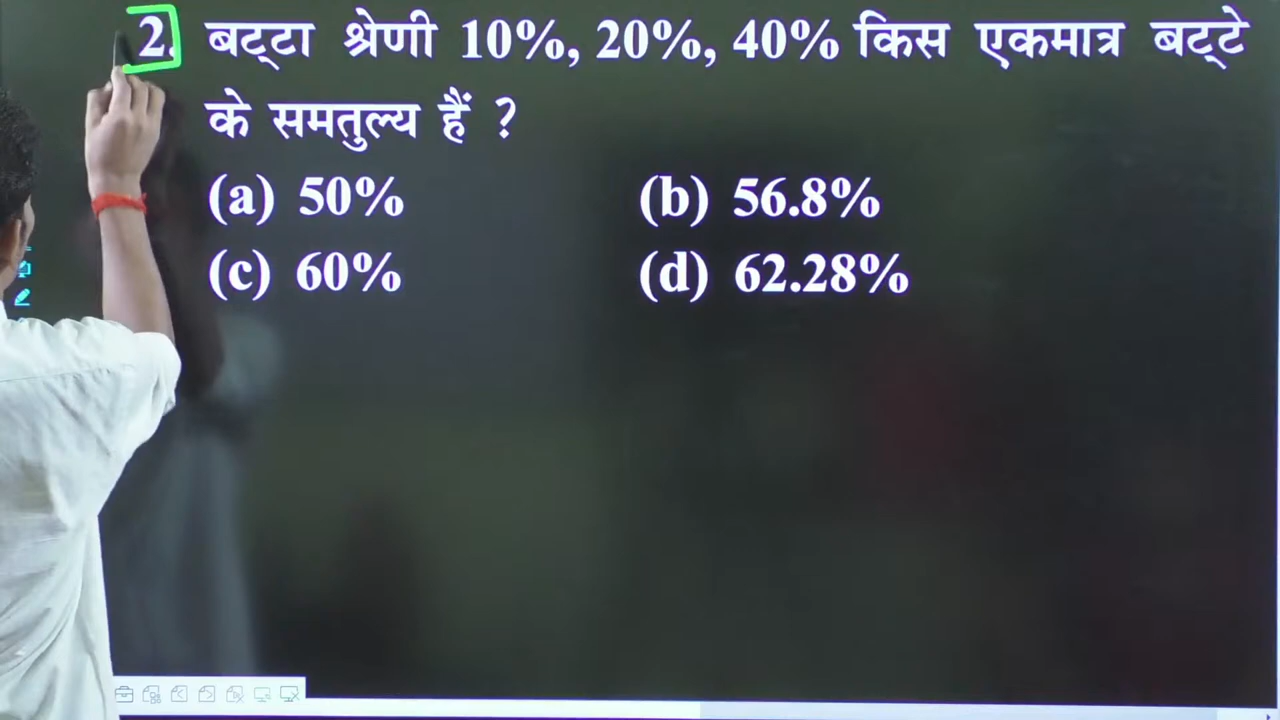 2. बट्टा श्रेणी 10%, 20%, 40% किस एकमात्र बट्टे
के समतुल्य हैं ?
(a) 50% (b) 56.8%
(c) 60% (d) 62.28%